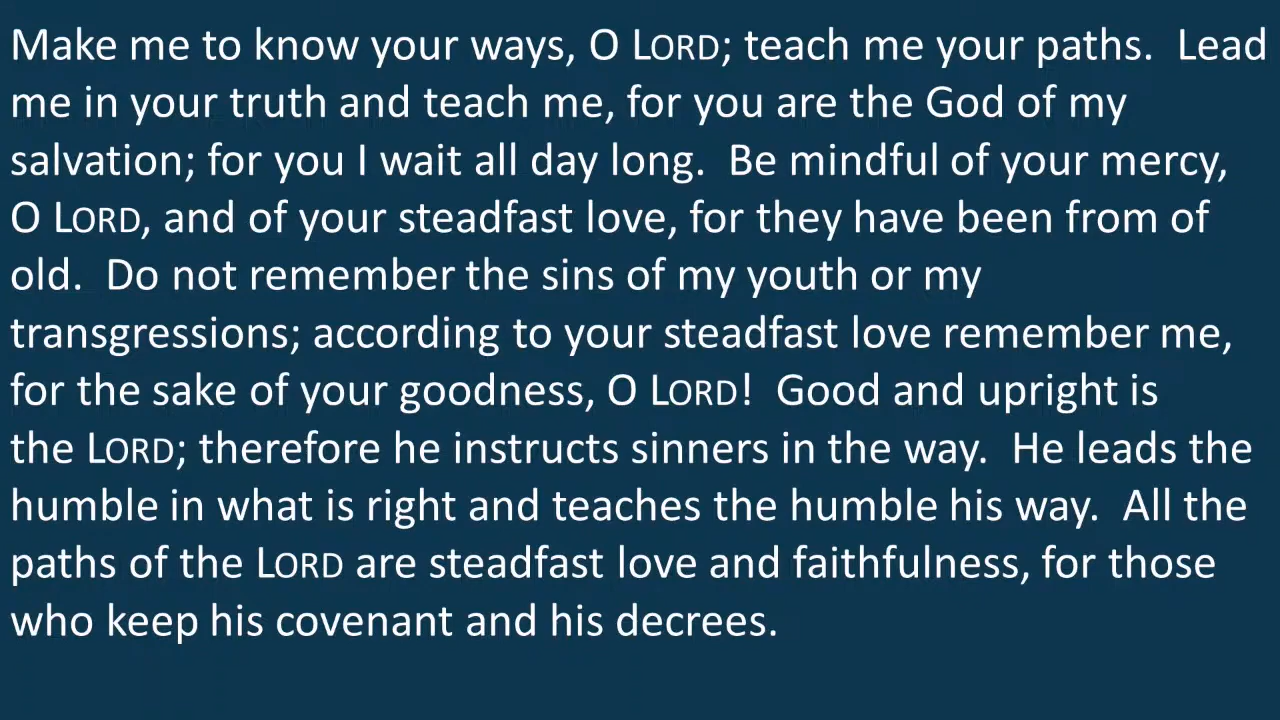 Make me to know your ways, O LORD; teach me your paths.  Lead
me in your truth and teach me, for you are the God of my
salvation; for you I wait all day long.  Be mindful of your mercy,
O LORD, and of your steadfast love, for they have been from of
old.  Do not remember the sins of my youth or my
transgressions; according to your steadfast love remember me,
for the sake of your goodness, O LORD!  Good and upright is
the LORD; therefore he instructs sinners in the way.  He leads the
humble in what is right and teaches the humble his way.  All the
paths of the LORD are steadfast love and faithfulness, for those
who keep his covenant and his decrees.